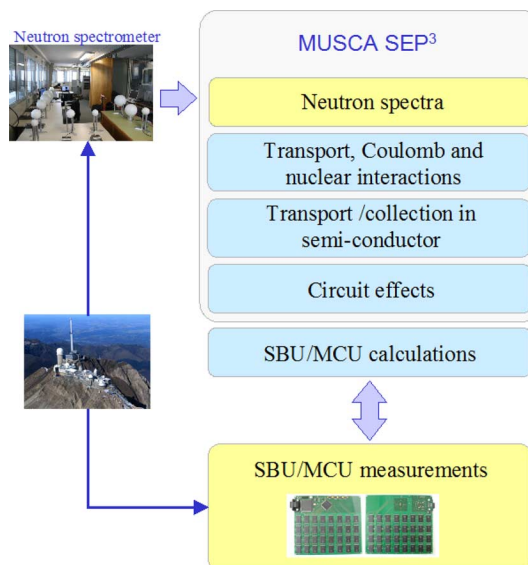 Neutron spectrometer
MUSCA SEP³
Neutron spectra
Transport, Coulomb and
nuclear interactions
Transport /collection in
semi-conductor
Circuit effects
SBU/MCU calculations
SBU/MCU measurements